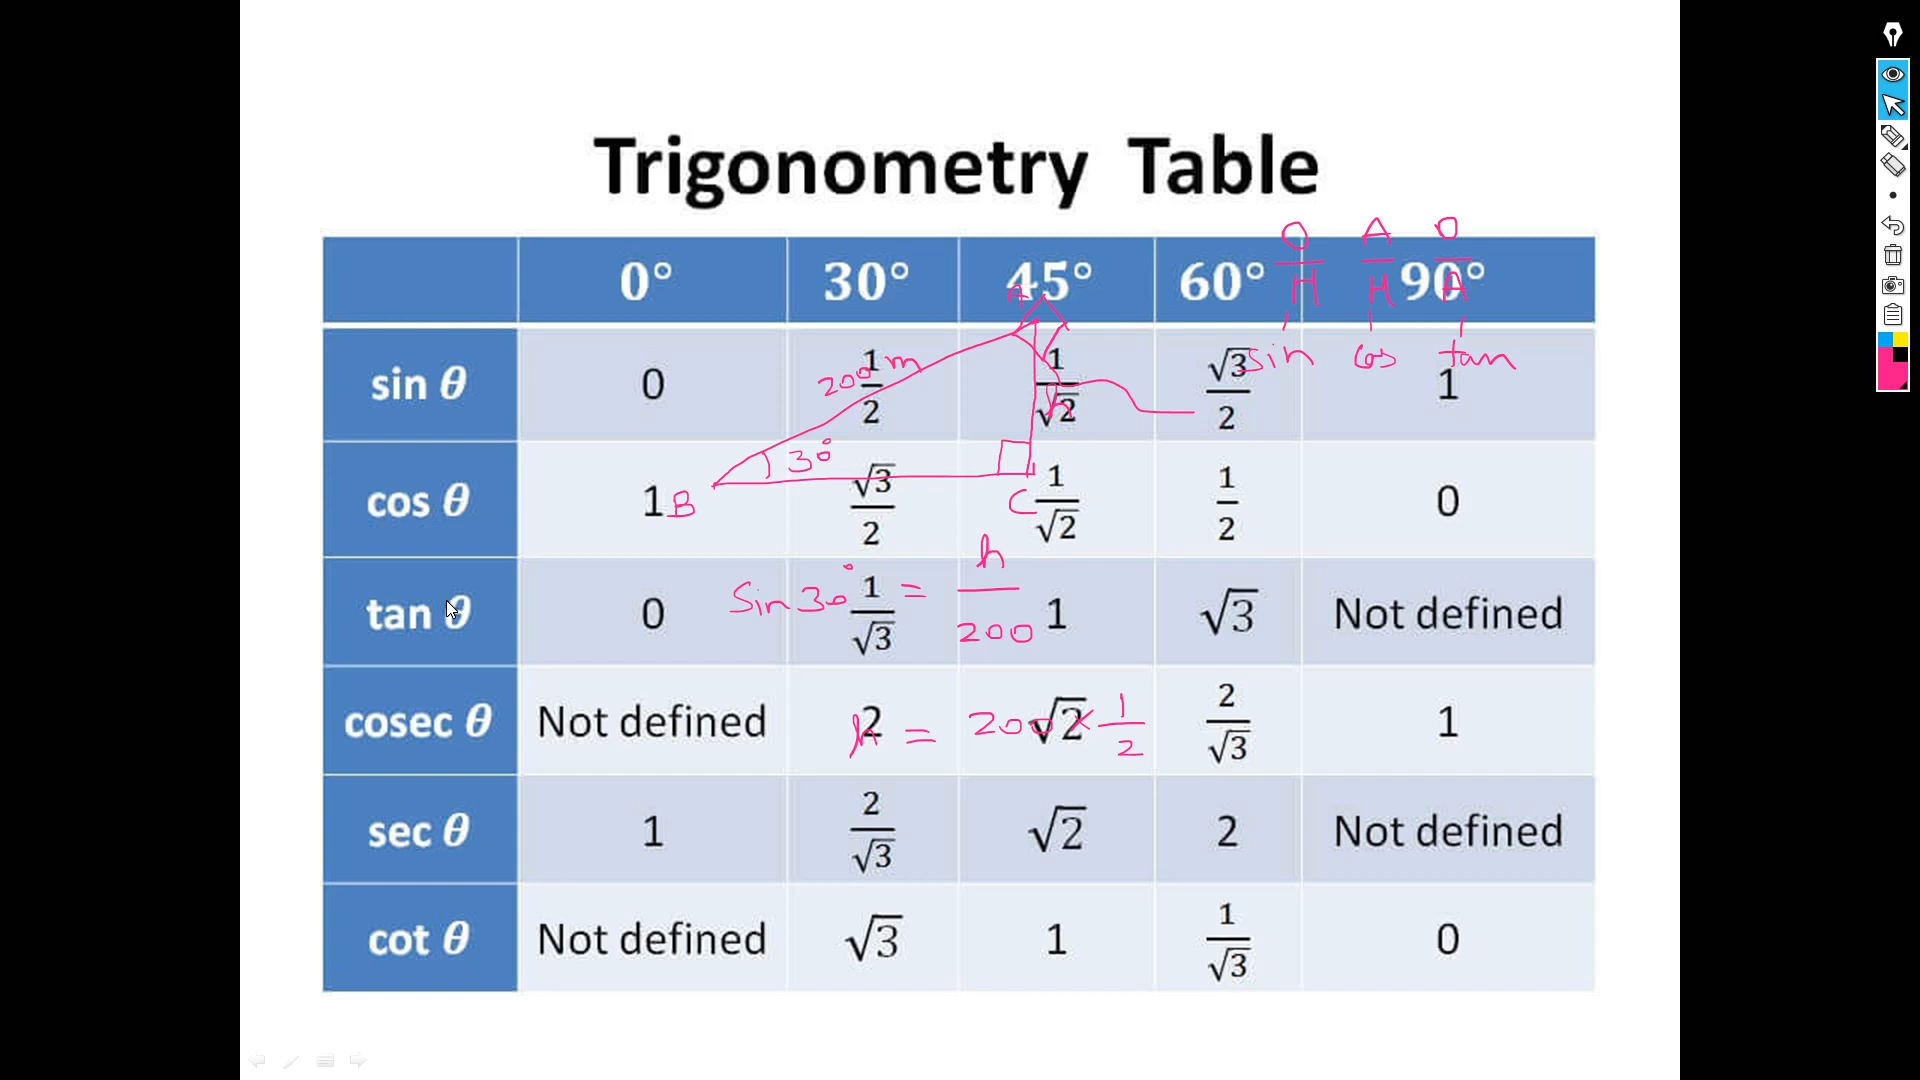 Trigonometry Table
O A O
0° 30° 45° 60° 90°
H H A
A
sin θ 0 1/2 1/√2 √3/2 1
sin cos tan
200 m
h
30°
cos θ 1 √3/2 1/√2 1/2 0
B C
tan θ 0 1/√3 1 √3 Not defined
Sin 30° = h/200
cosec θ Not defined 2 √2 2/√3 1
h = 200 × 1/2
sec θ 1 2/√3 √2 2 Not defined
cot θ Not defined √3 1 1/√3 0